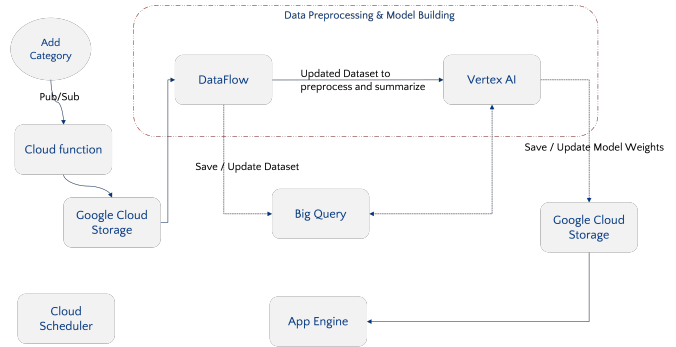 Data Preprocessing & Model Building
Add
Category
Pub/Sub
Cloud function
Google Cloud
Storage
DataFlow
Updated Dataset to
preprocess and summarize
Vertex AI
Save / Update Dataset
Save / Update Model Weights
Big Query
Google Cloud
Storage
Cloud
Scheduler
App Engine